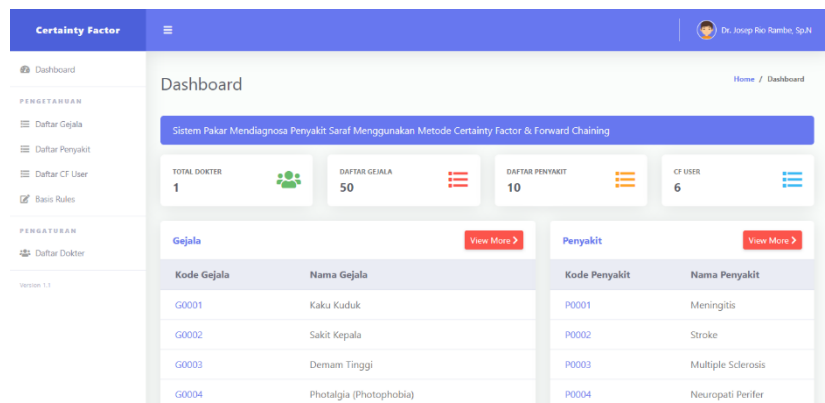 Certainty Factor
Dr. Josep Rio Rambe, Sp.N
Dashboard
PENGETAHUAN
Daftar Gejala
Daftar Penyakit
Daftar CF User
Basis Rules
PENGATURAN
Daftar Dokter
Version 1.1
Dashboard
Home / Dashboard
Sistem Pakar Mendiagnosa Penyakit Saraf Menggunakan Metode Certainty Factor & Forward Chaining
TOTAL DOKTER
1
DAFTAR GEJALA
50
DAFTAR PENYAKIT
10
CF USER
6
Gejala
View More
Kode Gejala Nama Gejala
G0001 Kaku Kuduk
G0002 Sakit Kepala
G0003 Demam Tinggi
G0004 Photalgia (Photophobia)
Penyakit
View More
Kode Penyakit Nama Penyakit
P0001 Meningitis
P0002 Stroke
P0003 Multiple Sclerosis
P0004 Neuropati Perifer